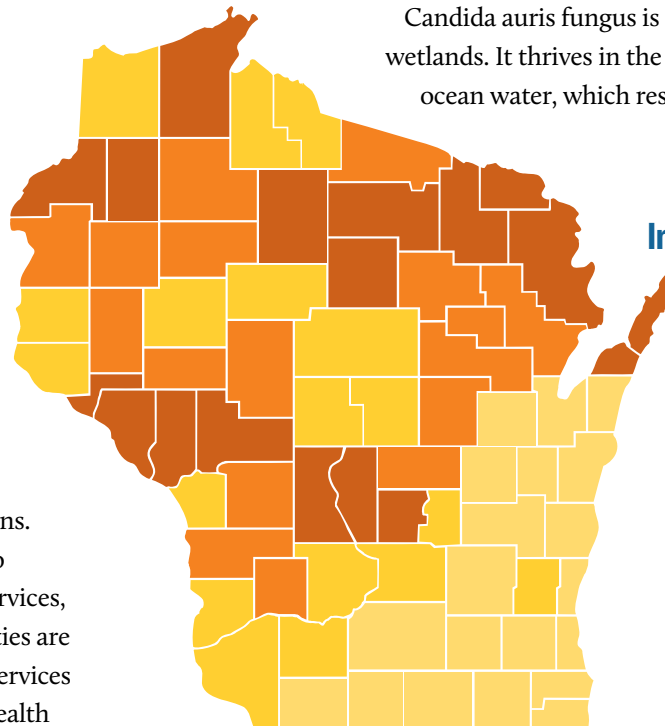 Candida auris fungus is
wetlands. It thrives in the
ocean water, which res
In
ns.
o
rvices,
ties are
ervices
ealth